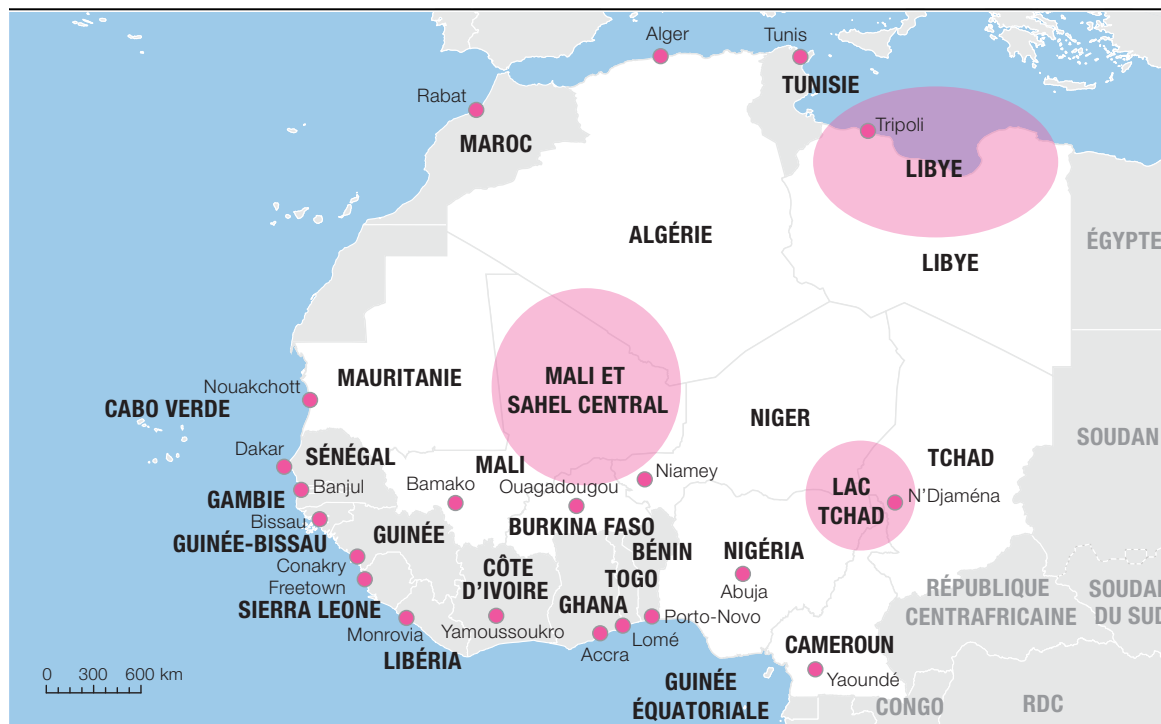 Alger
Tunis
TUNISIE
Rabat
MAROC
Tripoli
LIBYE
ALGÉRIE
LIBYE
ÉGYPTE
MAURITANIE
MALI ET
SAHEL CENTRAL
Nouakchott
CABO VERDE
NIGER
SOUDAN
Dakar
SÉNÉGAL
MALI
Niamey
TCHAD
Banjul
GAMBIE
Bamako
Ouagadougou
LAC
TCHAD
N'Djaména
Bissau
GUINÉE-BISSAU
GUINÉE
BURKINA FASO
BÉNIN
NIGÉRIA
Conakry
Freetown
SIERRA LEONE
CÔTE
D'IVOIRE
TOGO
Abuja
RÉPUBLIQUE
CENTRAFRICAINE
SOUDAN
DU SUD
GHANA
Porto-Novo
Monrovia
Yamoussoukro
Lomé
LIBÉRIA
Accra
CAMEROUN
Yaoundé
0 300 600 km
GUINÉE
ÉQUATORIALE
CONGO
RDC